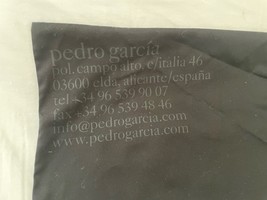 pedro garcía
pol. campo alto, c/italia 46
03600 elda, alicante/españa
tel +34 96 539 90 07
fax +34 96 539 48 46
info@pedrogarcia.com
www.pedrogarcia.com